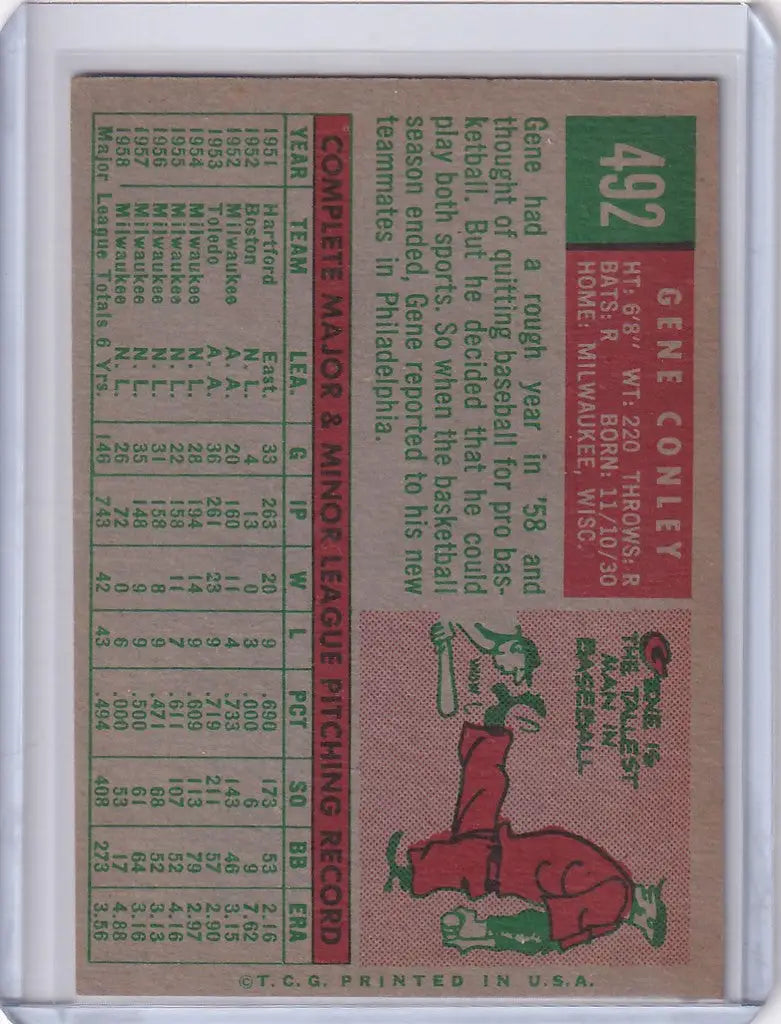 492
GENE CONLEY
HT: 6'8" WT: 220 THROWS: R
BATS: R BORN: 11/10/30
HOME: MILWAUKEE, WISC.
Gene had a rough year in '58 and
thought of quitting baseball for pro bas-
ketball. But he decided that he could
play both sports. So when the basketball
season ended, Gene reported to his new
teammates in Philadelphia.
GENE IS
THE TALLEST
MAN IN
BASEBALL
WOW!
COMPLETE MAJOR & MINOR LEAGUE PITCHING RECORD
YEAR TEAM LEA. G IP W L PCT SO BB ERA
1951 Hartford East. 33 263 20 9 .690 173 53 2.16
1952 Boston N. L. 4 13 0 3 .000 6 9 7.62
1952 Milwaukee A. A. 20 160 11 4 .733 143 46 3.15
1953 Toledo A. A. 36 261 23 9 .719 211 57 2.90
1954 Milwaukee N. L. 28 194 14 9 .609 113 79 2.97
1955 Milwaukee N. L. 22 158 11 7 .611 107 52 4.16
1956 Milwaukee N. L. 31 158 8 9 .471 68 52 3.13
1957 Milwaukee N. L. 35 148 9 9 .500 61 64 3.16
1958 Milwaukee N. L. 26 72 0 6 .000 53 17 4.88
Major League Totals 6 Yrs. 146 743 42 43 .494 408 273 3.56
©T.C.G. PRINTED IN U.S.A.